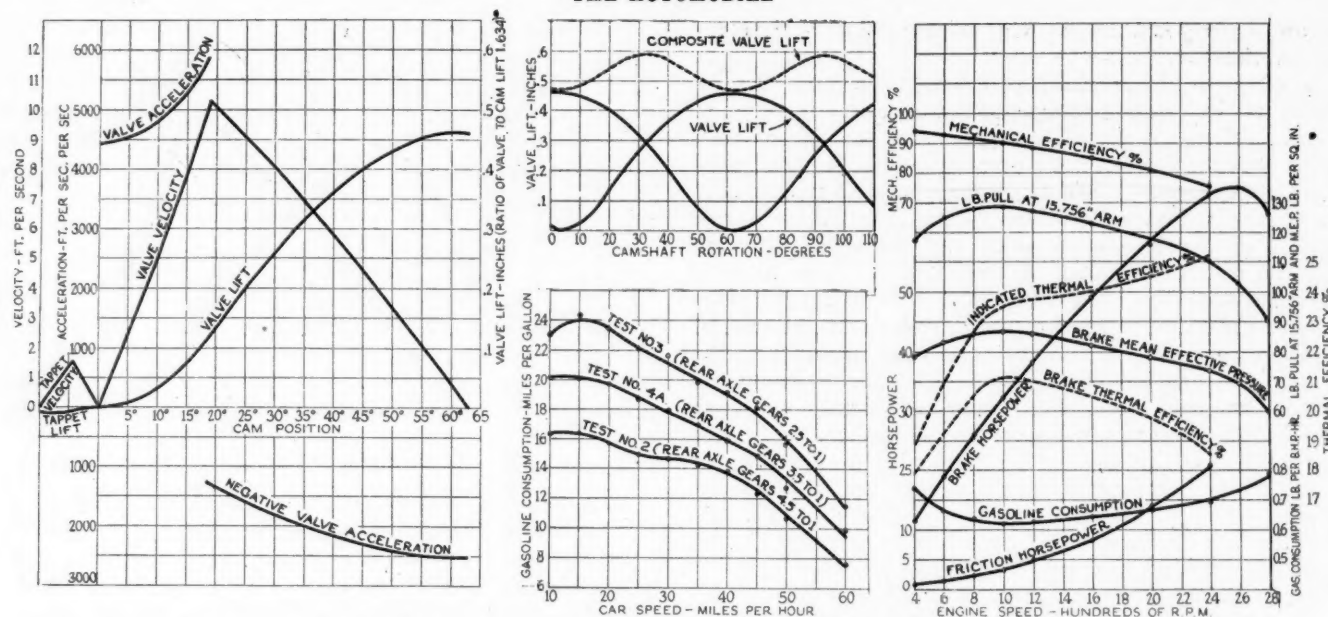 12
11
10
9
8
7
6
5
4
3
2
1
0
VELOCITY - FT. PER SECOND
6000
5000
4000
3000
2000
1000
0
1000
2000
3000
ACCELERATION - FT. PER SEC. PER SEC
VALVE ACCELERATION
VALVE VELOCITY
VALVE LIFT
TAPPET VELOCITY
TAPPET LIFT
NEGATIVE VALVE ACCELERATION
5° 10° 15° 20 25 30 35 40 45 50 55 60° 65
CAM POSITION
.6
.5
.4
.3
.2
.1
VALVE LIFT - INCHES (RATIO OF VALVE, TO CAM LIFT 1.634)
.6
.5
.4
.3
.2
.1
VALVE LIFT - INCHES
COMPOSITE VALVE LIFT
VALVE LIFT
0 10 20 30 40 50 60 70 80 90 100 110
CAMSHAFT ROTATION - DEGREES
24
22
20
18
16
14
12
10
8
6
GASOLINE CONSUMPTION - MILES PER GALLON
TEST NO. 3 (REAR AXLE GEARS 2.5 TO 1)
TEST NO. 4A (REAR AXLE GEARS 3.5 TO 1)
TEST NO. 2 (REAR AXLE GEARS 4.5 TO 1
10 20 30 40 50 60
CAR SPEED - MILES PER HOUR
100
90
80
70
50
40
30
25
10
5
0
MECH. EFFICIENCY %
HORSEPOWER
MECHANICAL EFFICIENCY %
LB. PULL AT 15.756" ARM
INDICATED THERMAL EFFICIENCY %
BRAKE MEAN EFFECTIVE PRESSURE
BRAKE THERMAL EFFICIENCY %
BRAKE HORSEPOWER
GASOLINE CONSUMPTION
FRICTION HORSEPOWER
4 6 8 10 12 14 16 18 20 22 24 26 28
ENGINE SPEED - HUNDREDS OF R.P.M.
130
120
110
100
90
80
70
60
0.8
0.7
0.6
0.5
GAS. CONSUMPTION LB. PER B.H.P.-HR. LB. PULL AT 15.756" ARM AND M.E.P. LB. PER SQ. IN.
25
24
23
22
21
20
19
18
17
THERMAL EFFICIENCY %